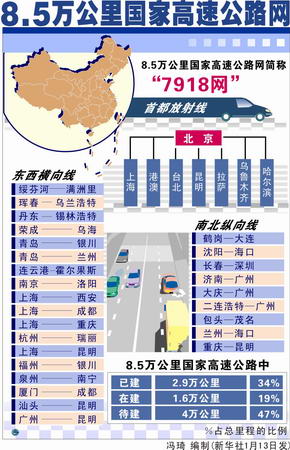 8.5万公里国家高速公路网
8.5万公里国家高速公路网简称
“7918网”
首都放射线
北京
上海
港澳
台北
昆明
拉萨
乌鲁木齐
哈尔滨
东西横向线
绥芬河——满洲里
珲春—乌兰浩特
丹东—锡林浩特
荣成——乌海
青岛——银川
青岛——兰州
连云港-霍尔果斯
南京——洛阳
上海——西安
上海——成都
上海——重庆
杭州——瑞丽
上海——昆明
福州——银川
泉州——南宁
厦门——成都
汕头——昆明
广州——昆明
南北纵向线
鹤岗—大连
沈阳—海口
长春—深圳
济南—广州
大庆—广州
二连浩特—广州
包头—茂名
兰州—海口
重庆—昆明
8.5万公里国家高速公路中
已建 2.9万公里 34%
在建 1.6万公里 19%
待建 4万公里 47%
%占总里程的比例
冯琦 编制(新华社1月13日发)